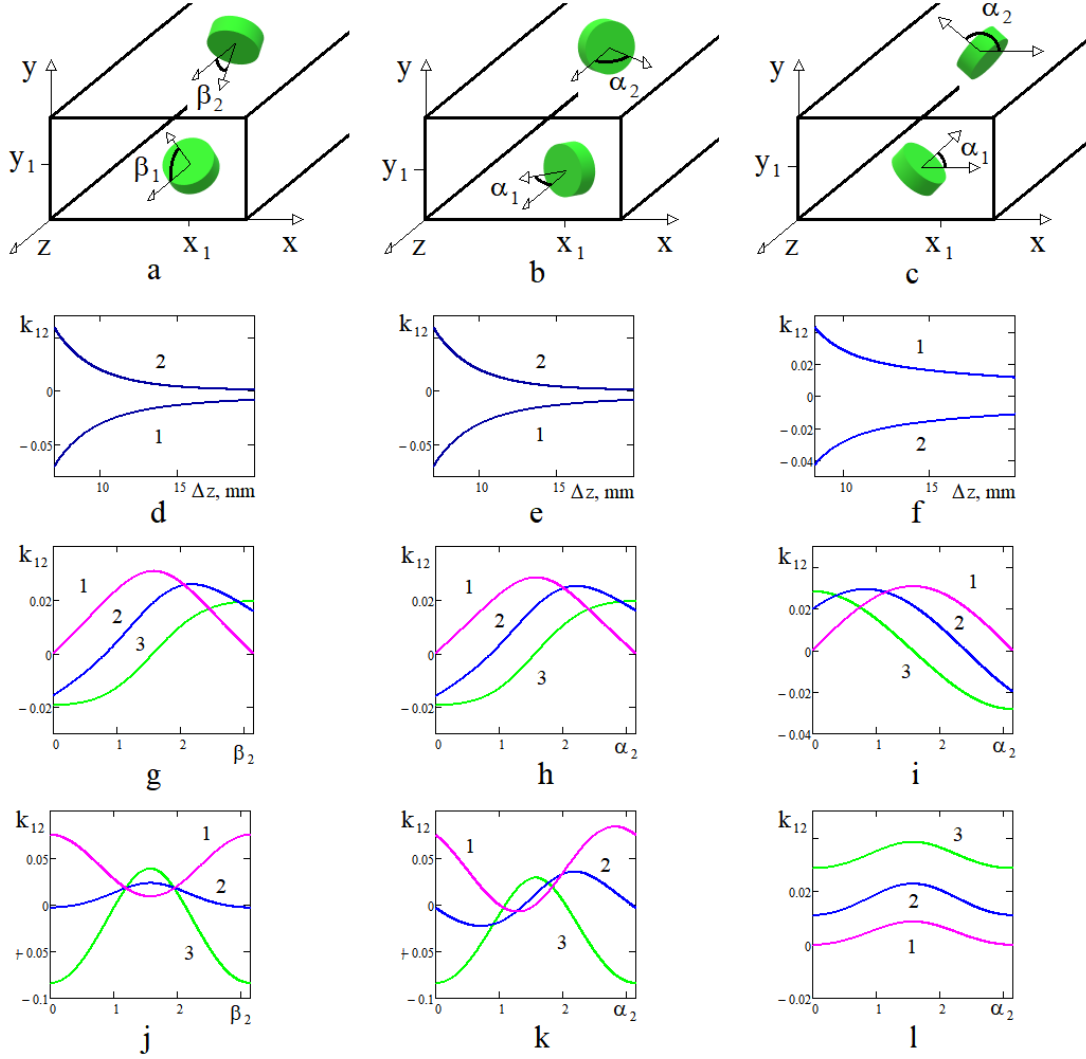 y y y
β₂ α₂ α₂
y₁ β₁ y₁ α₁ y₁ α₁
z x₁ x z x₁ x z x₁ x
a b c
k₁₂ k₁₂ k₁₂
0 2 0 2 0.02 1
−0.05 1 −0.05 1 0
−0.02 2
−0.04
10 15 Δz, mm 10 15 Δz, mm 10 15 Δz, mm
d e f
k₁₂ k₁₂ k₁₂
0.02 1 2 3 0.02 1 2 3 0.02 1 2 3
0 0 0
−0.02 −0.02 −0.02
−0.04
0 1 2 β₂ 0 1 2 α₂ 0 1 2 α₂
g h i
k₁₂ k₁₂ k₁₂
0.05 1 2 3 0.05 1 2 3 0.02 3 2 1
0 0 0
−0.05 −0.05
−0.1 −0.1 −0.02
0 1 2 β₂ 0 1 2 α₂ 0 1 2 α₂
j k l